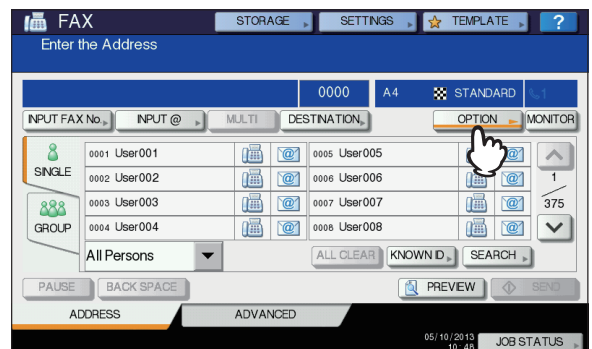 FAX STORAGE SETTINGS TEMPLATE ?
Enter the Address
0000 A4 STANDARD 1
INPUT FAX No. INPUT @ MULTI DESTINATION OPTION MONITOR
SINGLE
GROUP
0001 User001 0005 User005
0002 User002 0006 User006
0003 User003 0007 User007
0004 User004 0008 User008
1
375
All Persons ALL CLEAR KNOWN ID SEARCH
PAUSE BACK SPACE PREVIEW SEND
ADDRESS ADVANCED
05/10/2013
10:48
JOB STATUS